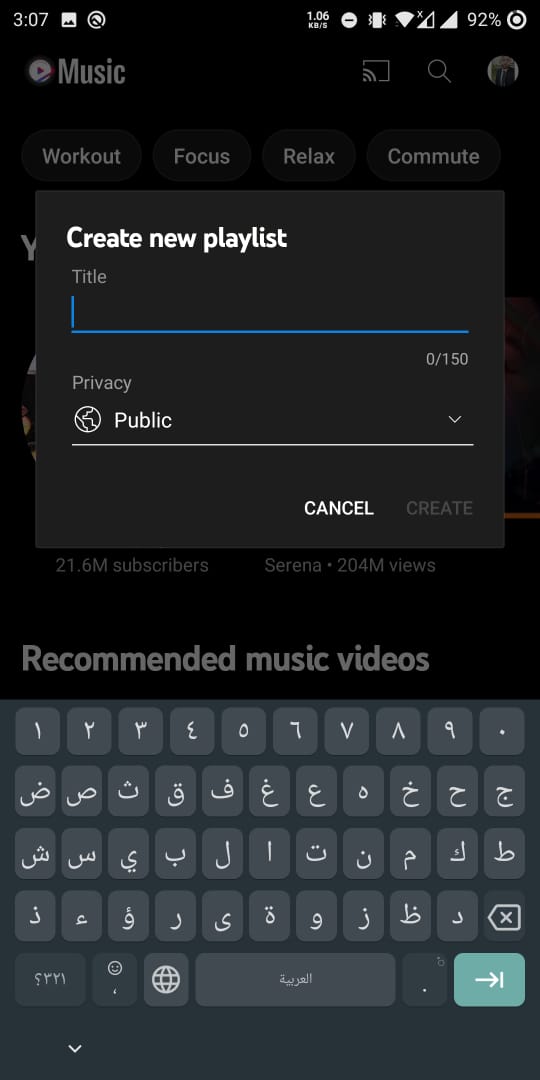 3:07
1.06
KB/S
X
92%
Music
Workout
Focus
Relax
Commute
Y
Create new playlist
Title
0/150
Privacy
Public
CANCEL
CREATE
21.6M subscribers
Serena • 204M views
Recommended music videos
١ ٢ ٣ ٤ ٥ ٦ ٧ ٨ ٩ ٠
ض ص ث ق ف غ ع ه خ ح ج
ش س ي ب ل ا ت ن م ك ط
ذ ء ؤ ر ى ة و ز ظ د
؟٣٢١
،
العربية
.